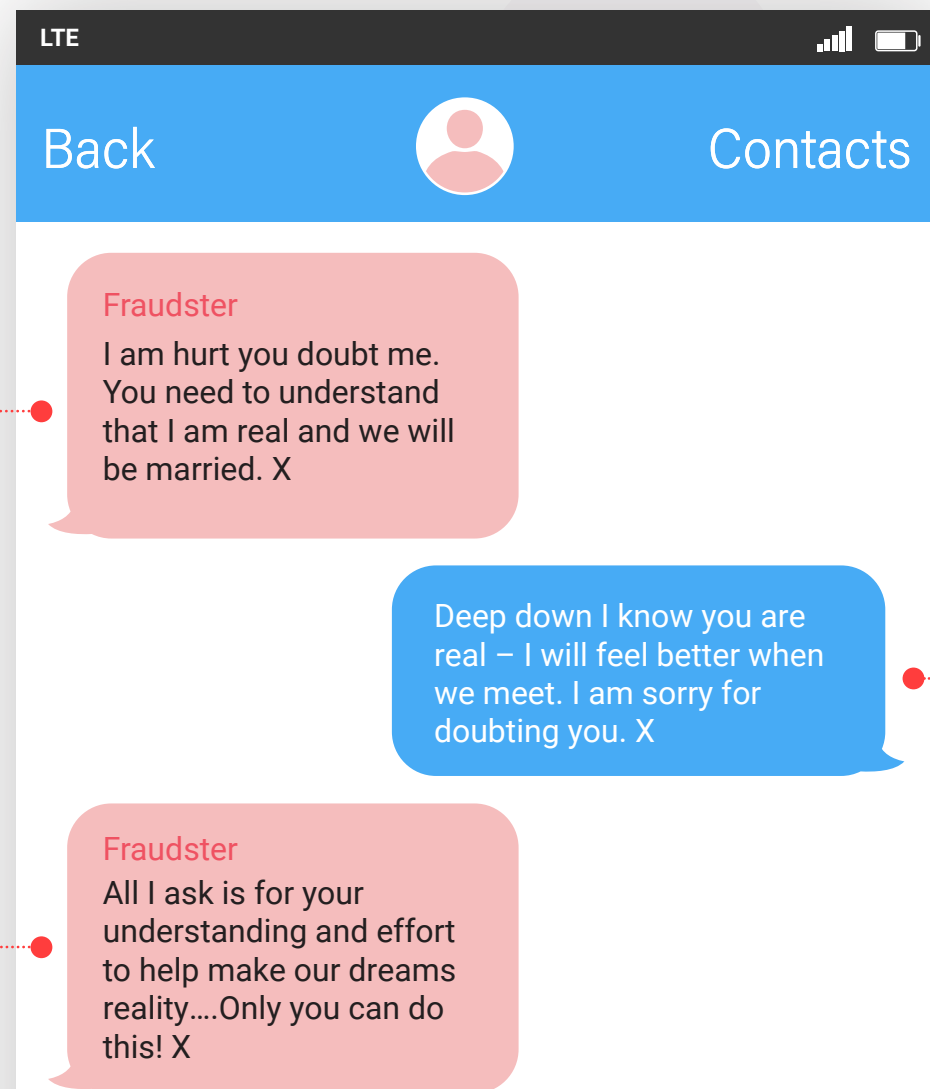 LTE
Back
Contacts
Fraudster
I am hurt you doubt me.
You need to understand
that I am real and we will
be married. X
Deep down I know you are
real – I will feel better when
we meet. I am sorry for
doubting you. X
Fraudster
All I ask is for your
understanding and effort
to help make our dreams
reality....Only you can do
this! X